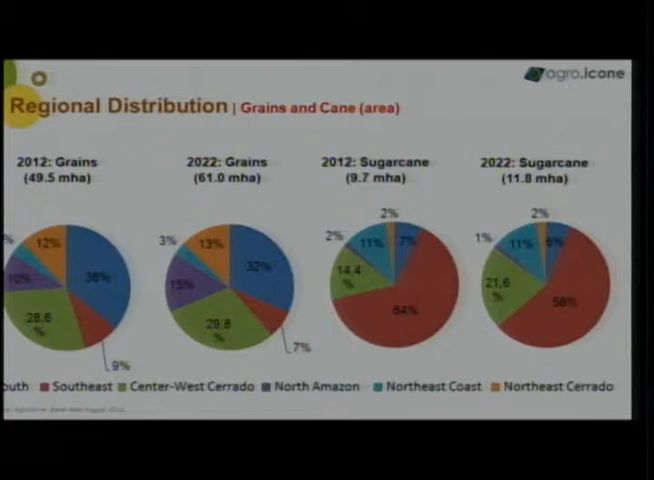 agro.icone
Regional Distribution | Grains and Cane (area)
2012: Grains
(49.5 mha)
2022: Grains
(61.0 mha)
2012: Sugarcane
(9.7 mha)
2022: Sugarcane
(11.8 mha)
%
12%
38%
10%
28,6
%
9%
3%
13%
32%
15%
29,8
%
7%
2%
2%
11%
7%
14,4
%
64%
2%
1%
11%
6%
21,6
%
58%
outh Southeast Center-West Cerrado North Amazon Northeast Coast Northeast Cerrado